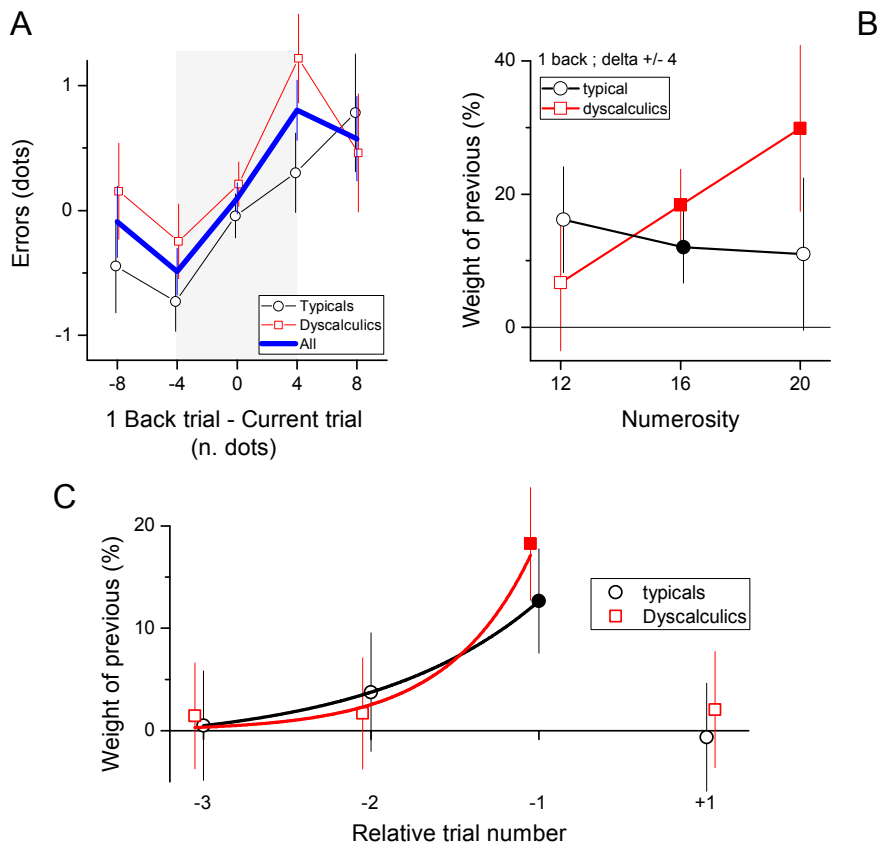 A
Errors (dots)
1
0
-1
Typicals
Dyscalculics
All
-8
-4
0
4
8
1 Back trial - Current trial
(n. dots)
B
Weight of previous (%)
40
20
0
1 back ; delta +/- 4
typical
dyscalculics
12
16
20
Numerosity
C
Weight of previous (%)
20
10
0
typicals
Dyscalculics
-3
-2
-1
+1
Relative trial number